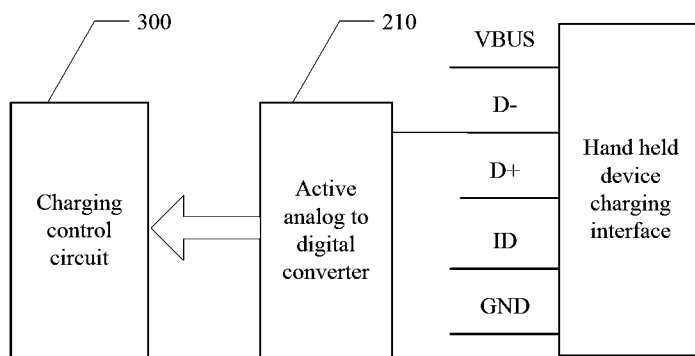 300
210
VBUS
D-
D+
ID
GND
Charging
control
circuit
Active
analog to
digital
converter
Hand held
device
charging
interface